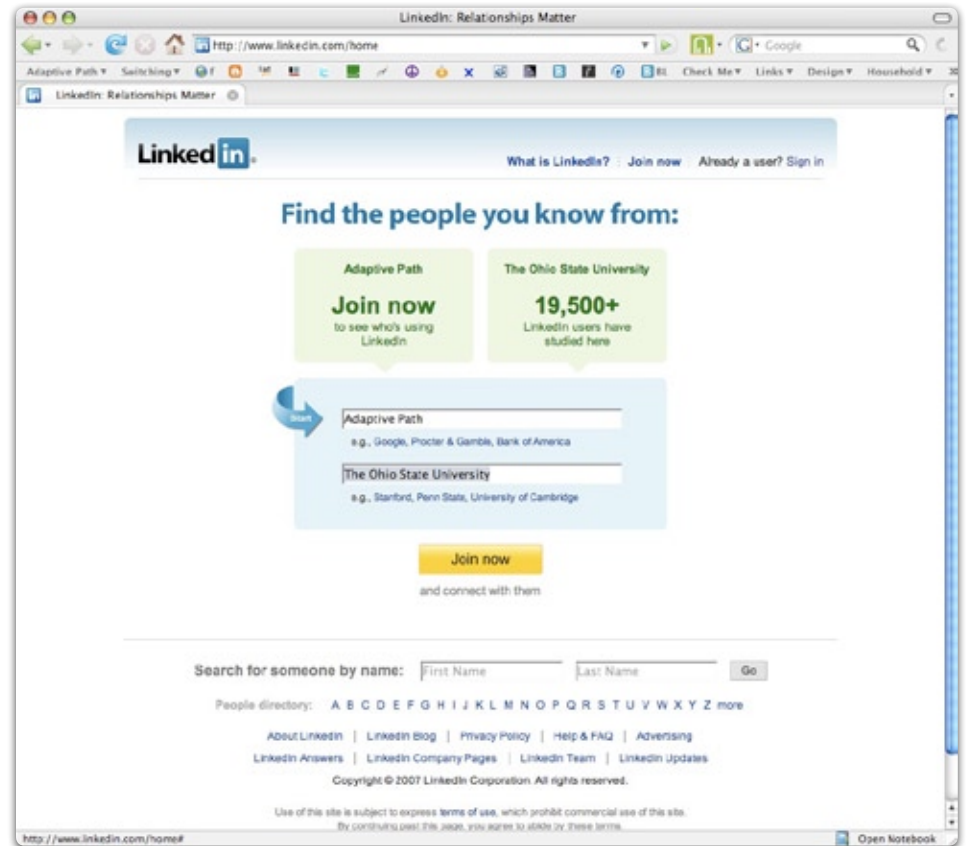 LinkedIn: Relationships Matter
http://www.linkedin.com/home
Google
Adaptive Path Switching Check Me Links Design Household
LinkedIn: Relationships Matter
Linked in
What is LinkedIn? Join now Already a user? Sign in
Find the people you know from:
Adaptive Path The Ohio State University
Join now 19,500+
to see who's using LinkedIn users have
LinkedIn studied here
Start
Adaptive Path
e.g., Google, Procter & Gamble, Bank of America
The Ohio State University
e.g., Stanford, Penn State, University of Cambridge
Join now
and connect with them
Search for someone by name: First Name Last Name Go
People directory: A B C D E F G H I J K L M N O P Q R S T U V W X Y Z more
About LinkedIn | LinkedIn Blog | Privacy Policy | Help & FAQ | Advertising
LinkedIn Answers | LinkedIn Company Pages | LinkedIn Team | LinkedIn Updates
Copyright © 2007 LinkedIn Corporation. All rights reserved.
Use of this site is subject to express terms of use, which prohibit commercial use of this site.
By continuing past this page, you agree to abide by these terms.
http://www.linkedin.com/home# Open Notebook